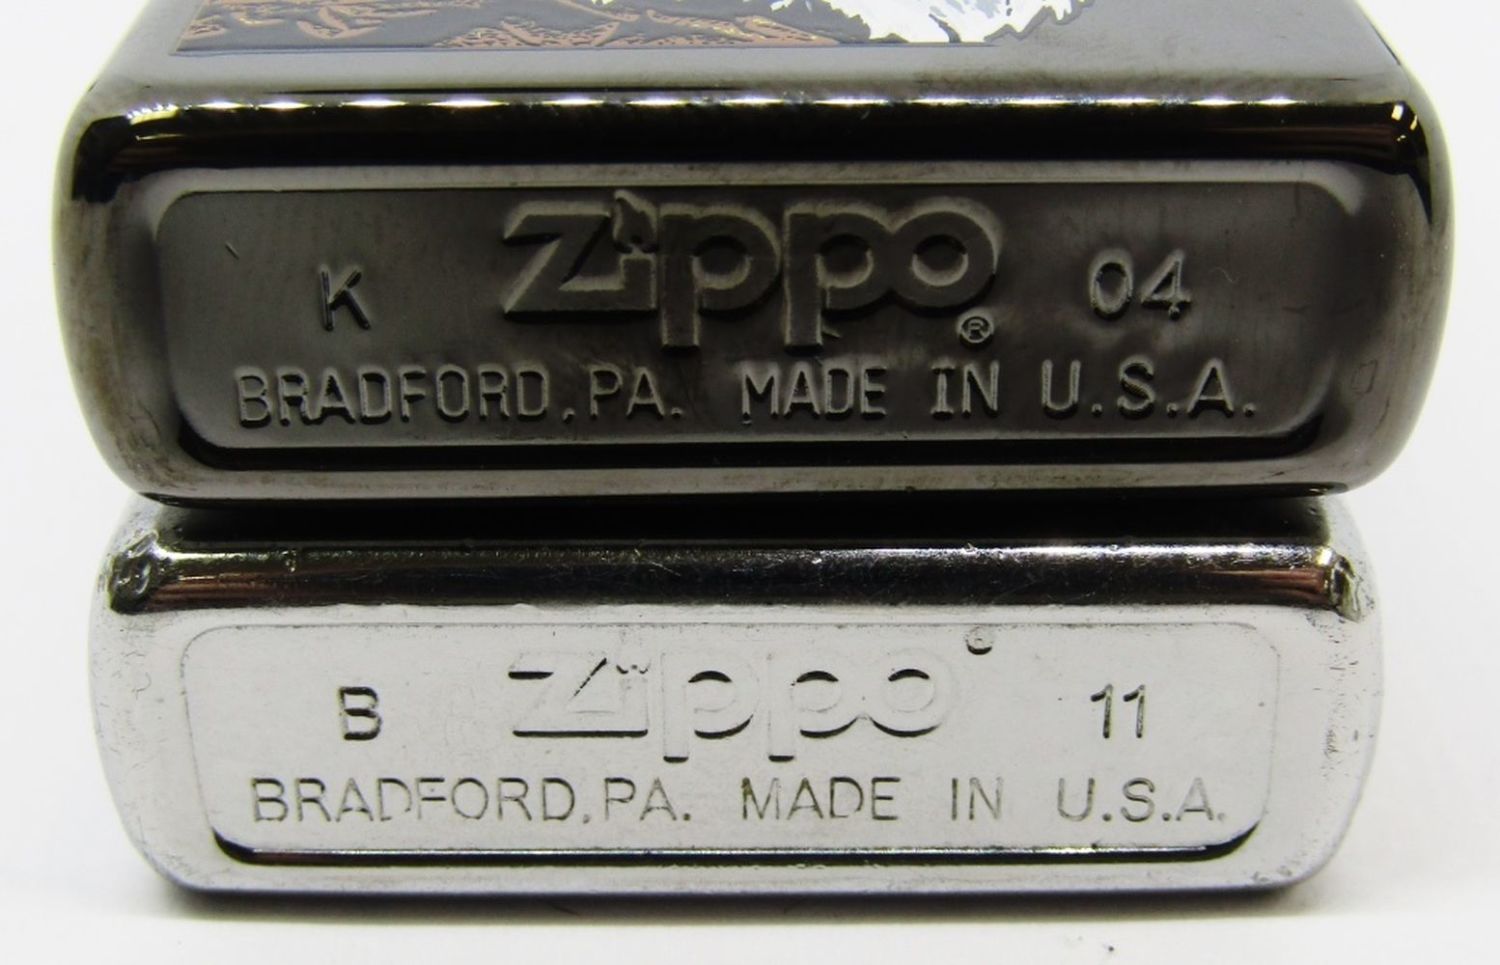 K Zippo® 04
BRADFORD, PA. MADE IN U.S.A.
B Zippo® 11
BRADFORD, PA. MADE IN U.S.A.